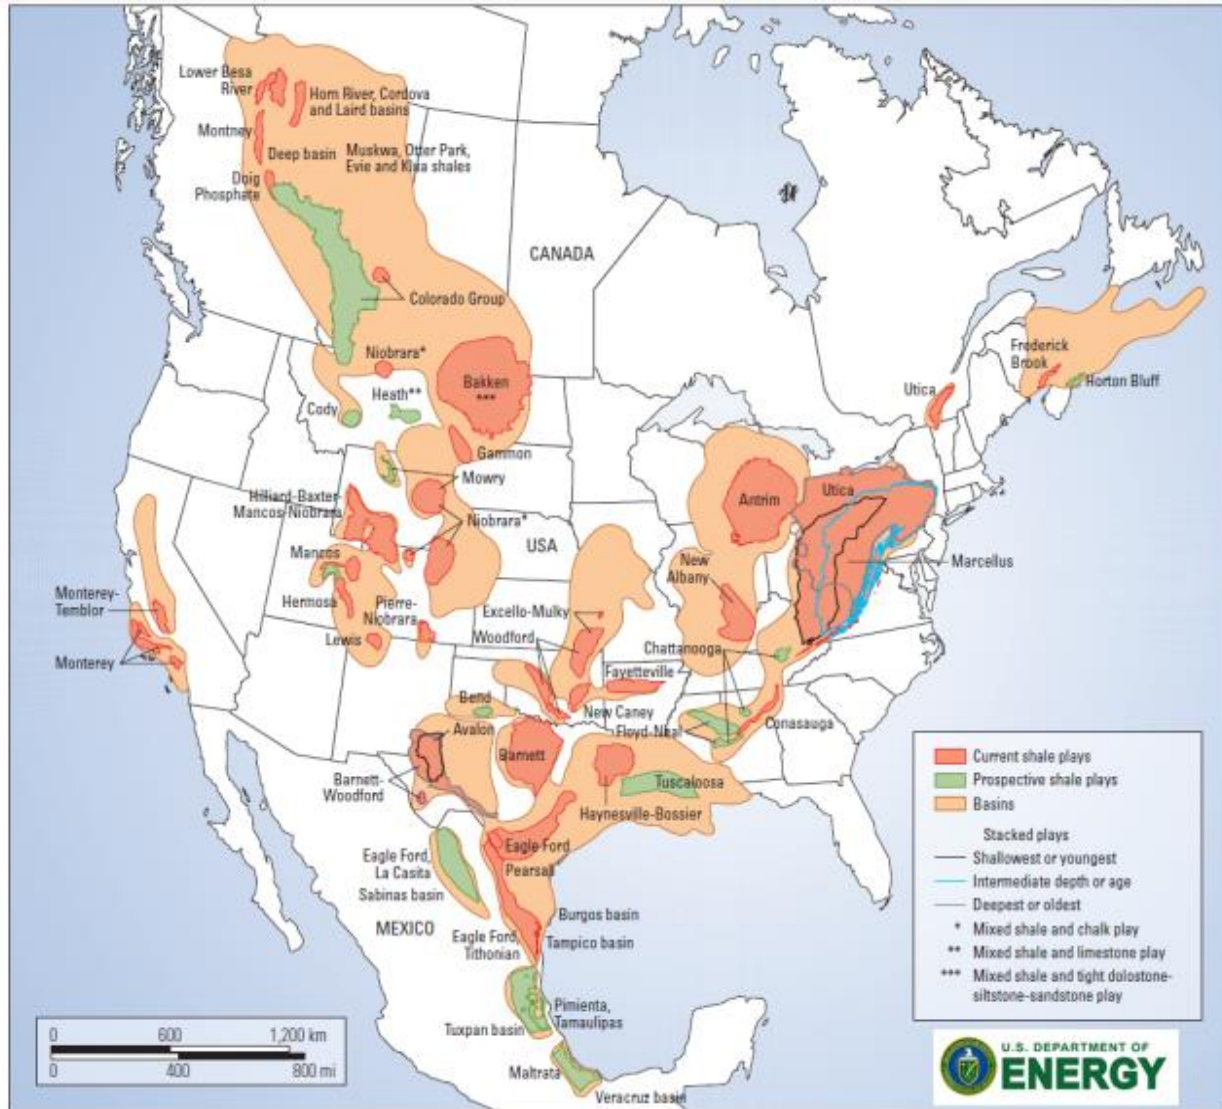 Lower Besa
River
Horn River, Cordova
and Laird basins
Montney
Deep basin
Muskwa, Otter Park,
Evie and Klua shales
Doig
Phosphate
CANADA
Colorado Group
Niobrara*
Bakken
***
Heath**
Cody
Gammon
Frederick
Brook
Horton Bluff
Utica
Mowry
Hilliard-Baxter-
Mancos-Niobrara
Niobrara*
USA
Antrim
Utica
Mancos
New
Albany
Marcellus
Monterey-
Temblor
Hermosa
Pierre-
Niobrara
Excello-Mulky
Woodford
Lewis
Monterey
Chattanooga
Fayetteville
Bend
New Caney
Floyd-Neal
Conasauga
Avalon
Barnett
Barnett-
Woodford
Tuscaloosa
Haynesville-Bossier
Eagle Ford
Pearsall
Eagle Ford,
La Casita
Sabinas basin
MEXICO
Burgos basin
Eagle Ford,
Tithonian
Tampico basin
Pimienta,
Tamaulipas
Tuxpan basin
Maltrata
Veracruz basin
Current shale plays
Prospective shale plays
Basins
Stacked plays
Shallowest or youngest
Intermediate depth or age
Deepest or oldest
* Mixed shale and chalk play
** Mixed shale and limestone play
*** Mixed shale and tight dolostone-
siltstone-sandstone play
0 600 1,200 km
0 400 800 mi
U.S. DEPARTMENT OF
ENERGY